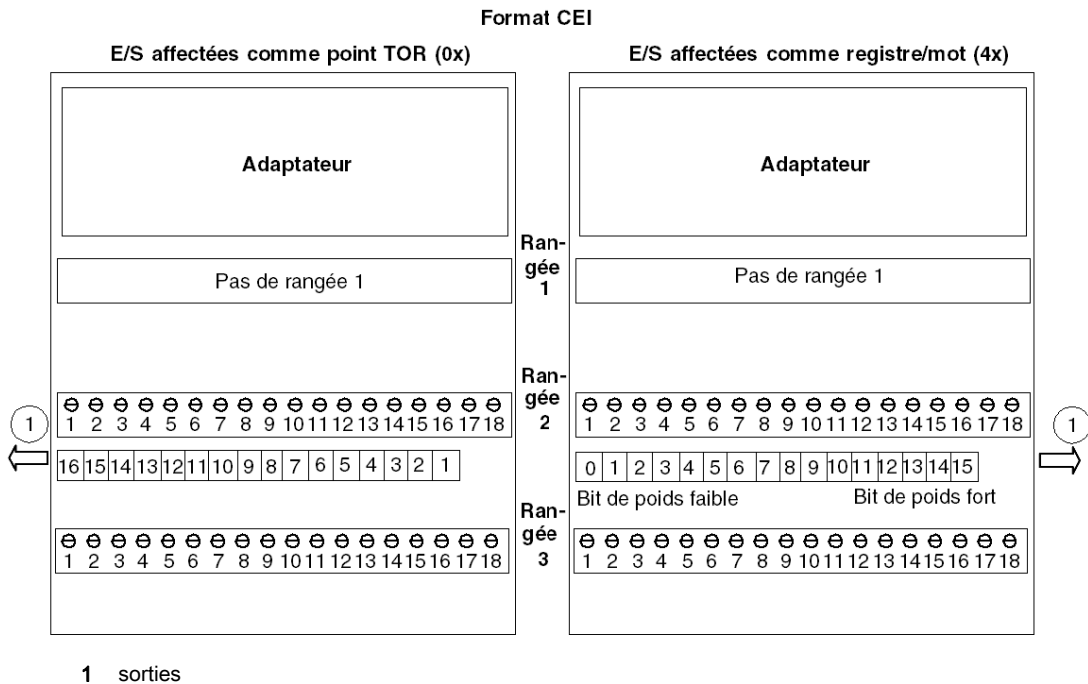 Format CEI
E/S affectées comme point TOR (0x)
E/S affectées comme registre/mot (4x)
Adaptateur
Adaptateur
Ran-
gée
1
Pas de rangée 1
Pas de rangée 1
Ran-
gée
2
1
1 2 3 4 5 6 7 8 9 10 11 12 13 14 15 16 17 18
1 2 3 4 5 6 7 8 9 10 11 12 13 14 15 16 17 18
1
16 15 14 13 12 11 10 9 8 7 6 5 4 3 2 1
0 1 2 3 4 5 6 7 8 9 10 11 12 13 14 15
Bit de poids faible
Bit de poids fort
Ran-
gée
3
1 2 3 4 5 6 7 8 9 10 11 12 13 14 15 16 17 18
1 2 3 4 5 6 7 8 9 10 11 12 13 14 15 16 17 18
1 sorties